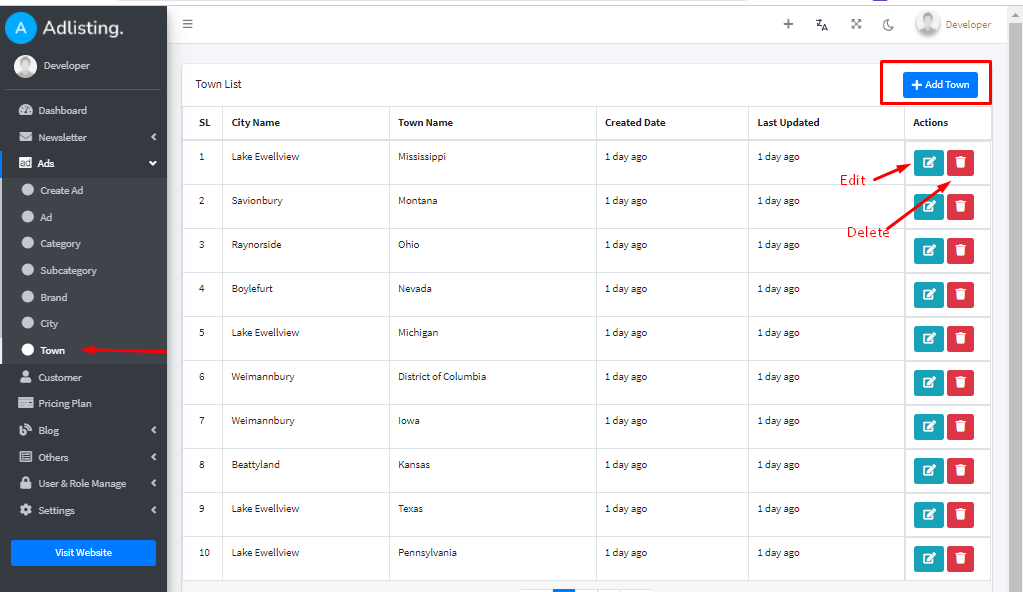 A Adlisting.
Developer
Developer
Dashboard
Newsletter
ad Ads
Create Ad
Ad
Category
Subcategory
Brand
City
Town
Customer
Pricing Plan
Blog
Others
User & Role Manage
Settings
Visit Website
Town List
Add Town
SL City Name Town Name Created Date Last Updated Actions
1 Lake Ewellview Mississippi 1 day ago 1 day ago
Edit
2 Savionbury Montana 1 day ago 1 day ago
Delete
3 Raynorside Ohio 1 day ago 1 day ago
4 Boylefurt Nevada 1 day ago 1 day ago
5 Lake Ewellview Michigan 1 day ago 1 day ago
6 Weimannbury District of Columbia 1 day ago 1 day ago
7 Weimannbury Iowa 1 day ago 1 day ago
8 Beattyland Kansas 1 day ago 1 day ago
9 Lake Ewellview Texas 1 day ago 1 day ago
10 Lake Ewellview Pennsylvania 1 day ago 1 day ago